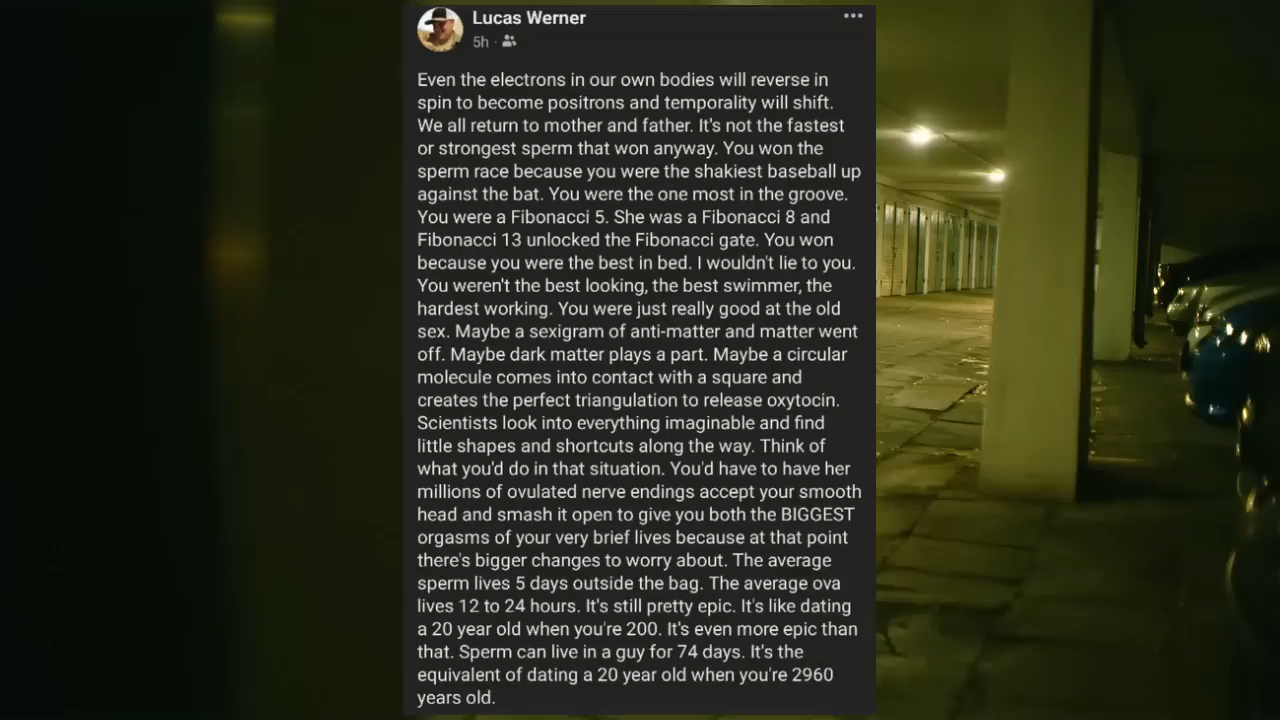 Lucas Werner
5h
Even the electrons in our own bodies will reverse in
spin to become positrons and temporality will shift.
We all return to mother and father. It's not the fastest
or strongest sperm that won anyway. You won the
sperm race because you were the shakiest baseball up
against the bat. You were the one most in the groove.
You were a Fibonacci 5. She was a Fibonacci 8 and
Fibonacci 13 unlocked the Fibonacci gate. You won
because you were the best in bed. I wouldn't lie to you.
You weren't the best looking, the best swimmer, the
hardest working. You were just really good at the old
sex. Maybe a sexigram of anti-matter and matter went
off. Maybe dark matter plays a part. Maybe a circular
molecule comes into contact with a square and
creates the perfect triangulation to release oxytocin.
Scientists look into everything imaginable and find
little shapes and shortcuts along the way. Think of
what you'd do in that situation. You'd have to have her
millions of ovulated nerve endings accept your smooth
head and smash it open to give you both the BIGGEST
orgasms of your very brief lives because at that point
there's bigger changes to worry about. The average
sperm lives 5 days outside the bag. The average ova
lives 12 to 24 hours. It's still pretty epic. It's like dating
a 20 year old when you're 200. It's even more epic than
that. Sperm can live in a guy for 74 days. It's the
equivalent of dating a 20 year old when you're 2960
years old.